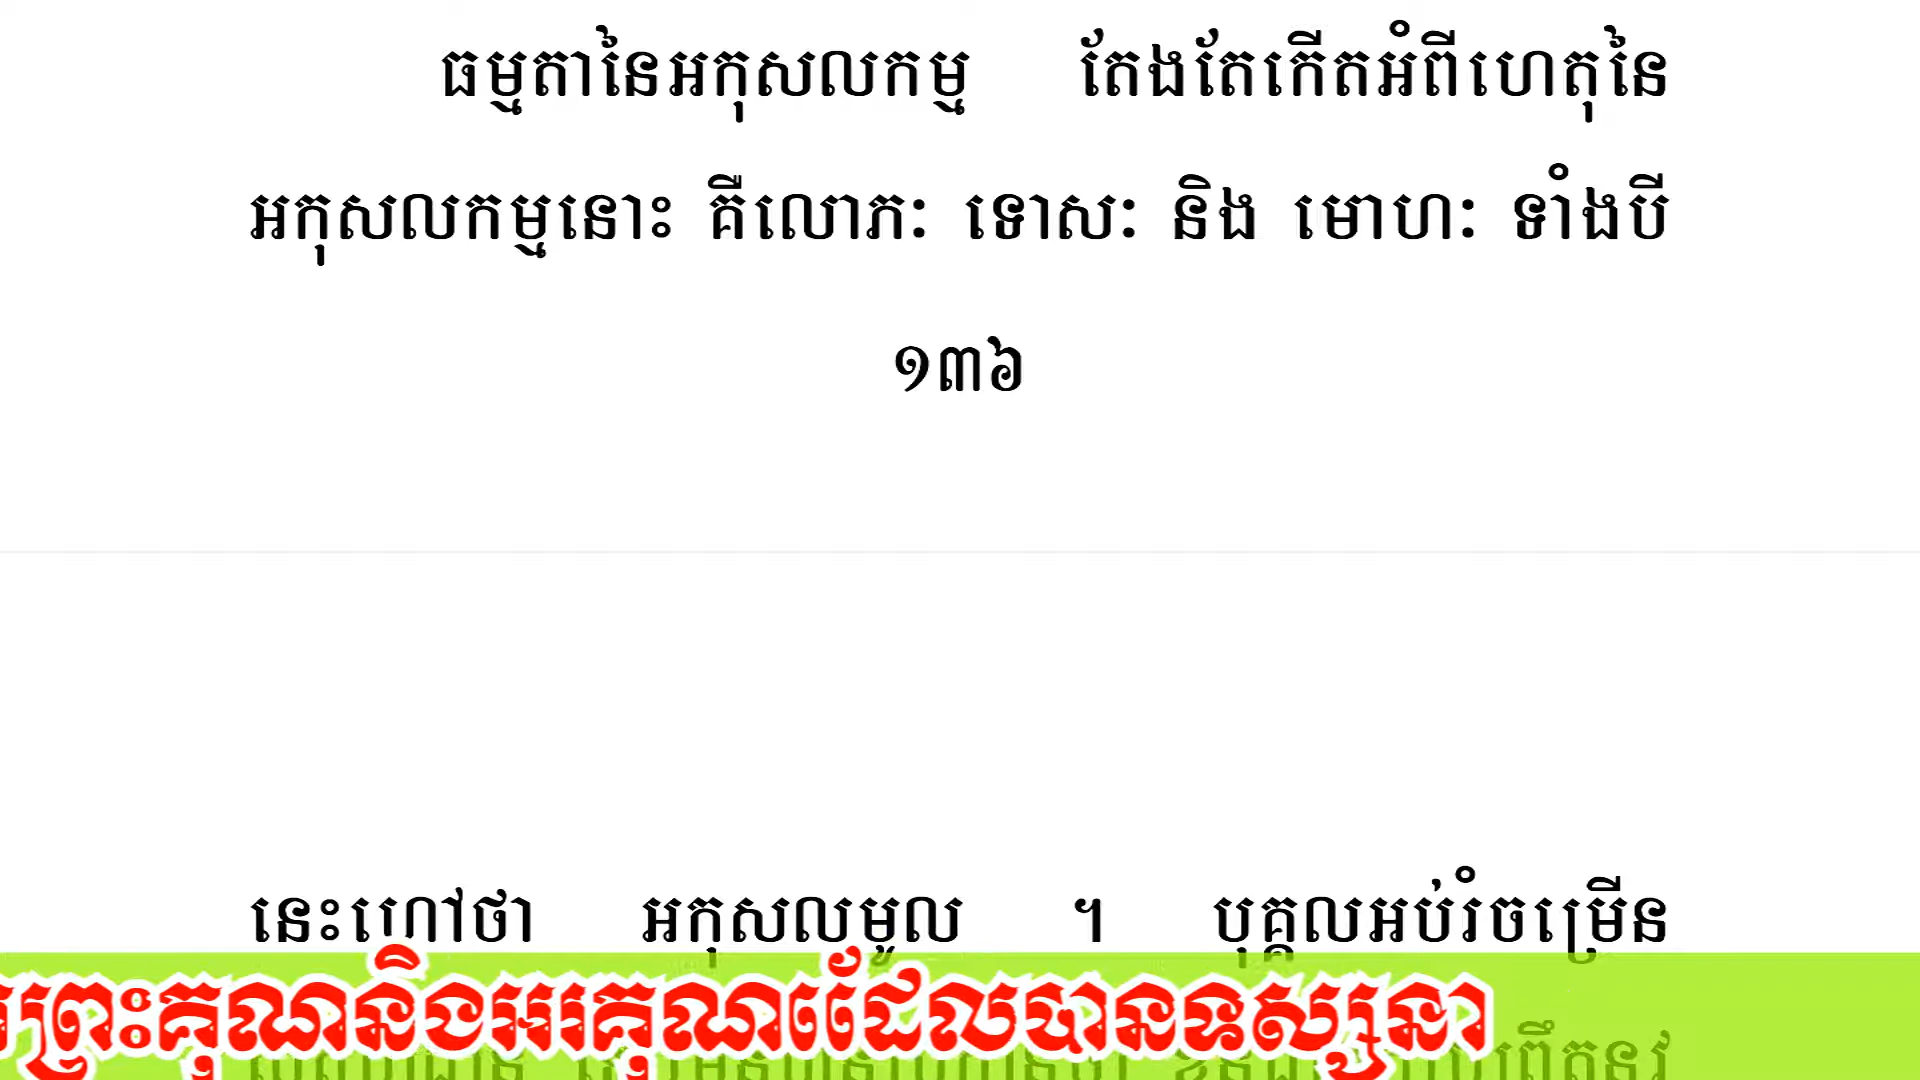 ធម្មតានៃអកុសលកម្ម តែងតែកើតអំពីហេតុនៃ
អកុសលកម្មនោះ គឺលោភៈ ទោសៈ និង មោហៈ ទាំងបី
១៣៦
នេះហៅថា អកុសលមូល ។ បុគ្គលអប់រំចម្រើន
ព្រះគុណនិងអរគុណដែលបានទស្សនា